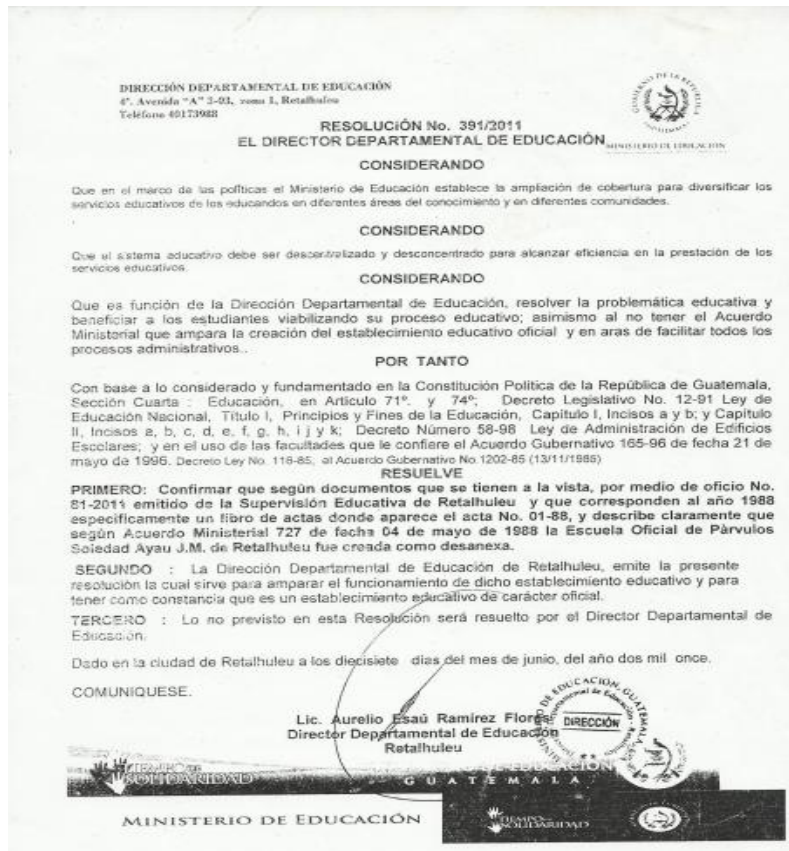 DIRECCIÓN DEPARTAMENTAL DE EDUCACIÓN
4ª. Avenida "A" 3-03, zona 1, Retalhuleu
Teléfono 40173988
RESOLUCIÓN No. 391/2011
EL DIRECTOR DEPARTAMENTAL DE EDUCACIÓN
MINISTERIO DE EDUCACIÓN
CONSIDERANDO
Que en el marco de las políticas el Ministerio de Educación establece la ampliación de cobertura para diversificar los
servicios educativos de los educandos en diferentes áreas del conocimiento y en diferentes comunidades.
CONSIDERANDO
Que el sistema educativo debe ser descentralizado y desconcentrado para alcanzar eficiencia en la prestación de los
servicios educativos.
CONSIDERANDO
Que es función de la Dirección Departamental de Educación, resolver la problemática educativa y
beneficiar a los estudiantes viabilizando su proceso educativo; asimismo al no tener el Acuerdo
Ministerial que ampara la creación del establecimiento educativo oficial y en aras de facilitar todos los
procesos administrativos..
POR TANTO
Con base a lo considerado y fundamentado en la Constitución Política de la República de Guatemala,
Sección Cuarta : Educación, en Artículo 71º. y 74º; Decreto Legislativo No. 12-91 Ley de
Educación Nacional, Título I, Principios y Fines de la Educación, Capítulo I, Incisos a y b; y Capítulo
II, Incisos a, b, c, d, e, f, g, h, i j y k; Decreto Número 58-98 Ley de Administración de Edificios
Escolares; y en el uso de las facultades que le confiere el Acuerdo Gubernativo 165-96 de fecha 21 de
mayo de 1996. Decreto Ley No. 116-85, al Acuerdo Gubernativo No.1202-85 (13/11/1985)
RESUELVE
PRIMERO: Confirmar que según documentos que se tienen a la vista, por medio de oficio No.
81-2011 emitido de la Supervisión Educativa de Retalhuleu y que corresponden al año 1988
específicamente un libro de actas donde aparece el acta No. 01-88, y describe claramente que
según Acuerdo Ministerial 727 de fecha 04 de mayo de 1988 la Escuela Oficial de Pàrvulos
Soledad Ayau J.M. de Retalhuleu fue creada como desanexa.
SEGUNDO : La Dirección Departamental de Educación de Retalhuleu, emite la presente
resolución la cual sirve para amparar el funcionamiento de dicho establecimiento educativo y para
tener como constancia que es un establecimiento educativo de carácter oficial.
TERCERO : Lo no previsto en esta Resolución será resuelto por el Director Departamental de
Educación.
Dado en la ciudad de Retalhuleu a los diecisiete días del mes de junio, del año dos mil once.
COMUNIQUESE.
Lic. Aurelio Esaú Ramírez Flores
Director Departamental de Educación
Retalhuleu
DIRECCIÓN
TIEMPO DE
SOLIDARIDAD
GUATEMALA
MINISTERIO DE EDUCACIÓN
TIEMPO DE
SOLIDARIDAD